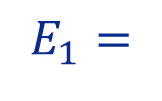 E₁ =